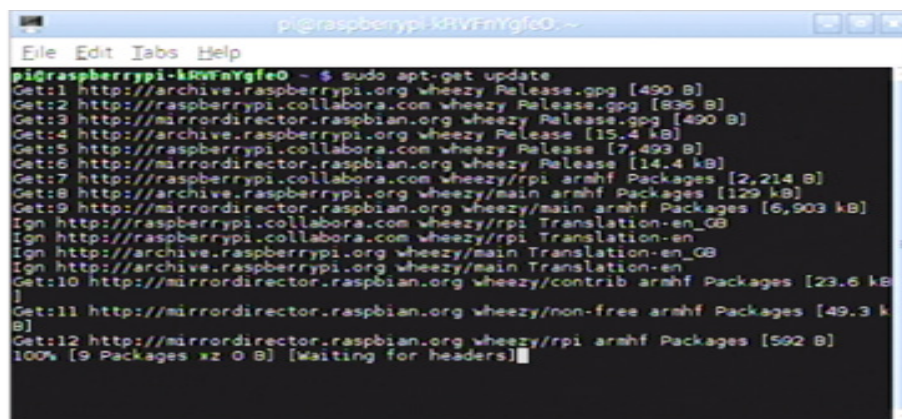 pi@raspberrypi-kRVFnYgfeO: ~
File Edit Tabs Help
pi@raspberrypi-kRVFnYgfeO ~ $ sudo apt-get update
Get:1 http://archive.raspberrypi.org wheezy Release.gpg [490 B]
Get:2 http://raspberrypi.collabora.com wheezy Release.gpg [836 B]
Get:3 http://mirrordirector.raspbian.org wheezy Release.gpg [490 B]
Get:4 http://archive.raspberrypi.org wheezy Release [15.4 kB]
Get:5 http://raspberrypi.collabora.com wheezy Release [7,493 B]
Get:6 http://mirrordirector.raspbian.org wheezy Release [14.4 kB]
Get:7 http://raspberrypi.collabora.com wheezy/rpi armhf Packages [2,214 B]
Get:8 http://archive.raspberrypi.org wheezy/main armhf Packages [129 kB]
Get:9 http://mirrordirector.raspbian.org wheezy/main armhf Packages [6,903 kB]
Ign http://raspberrypi.collabora.com wheezy/rpi Translation-en_GB
Ign http://raspberrypi.collabora.com wheezy/rpi Translation-en
Ign http://archive.raspberrypi.org wheezy/main Translation-en_GB
Ign http://archive.raspberrypi.org wheezy/main Translation-en
Get:10 http://mirrordirector.raspbian.org wheezy/contrib armhf Packages [23.6 kB
]
Get:11 http://mirrordirector.raspbian.org wheezy/non-free armhf Packages [49.3 k
B]
Get:12 http://mirrordirector.raspbian.org wheezy/rpi armhf Packages [592 B]
100% [9 Packages xz 0 B] [Waiting for headers]